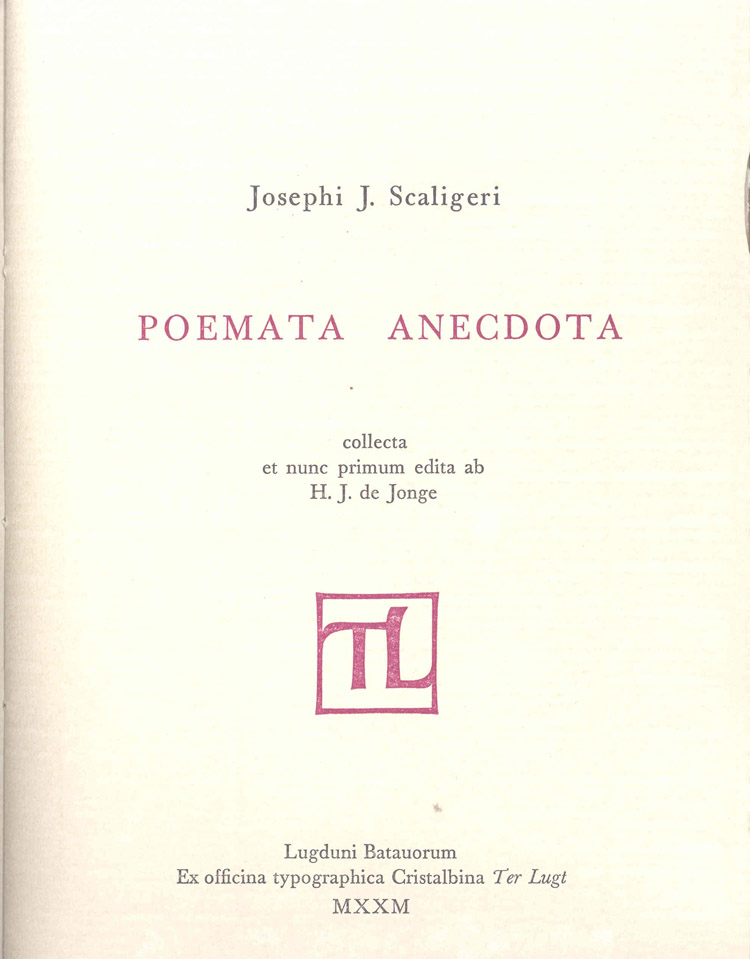 Josephi J. Scaligeri
POEMATA ANECDOTA
collecta
et nunc primum edita ab
H. J. de Jonge
TL
Lugduni Batauorum
Ex officina typographica Cristalbina Ter Lugt
MXXM